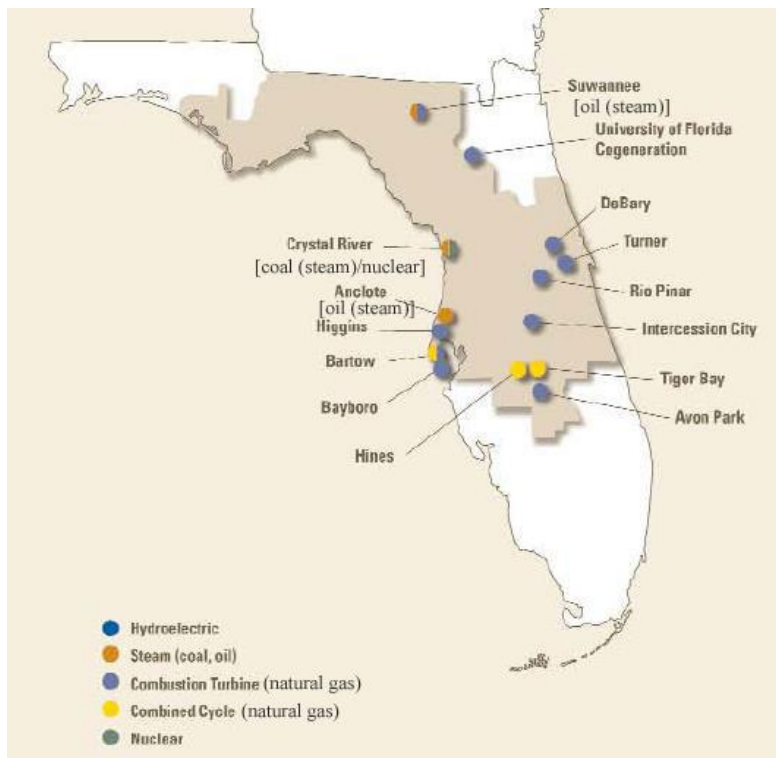 Suwannee
[oil (steam)]
University of Florida
Cogeneration
DeBary
Crystal River
Turner
[coal (steam)/nuclear]
Anclote
Rio Pinar
[oil (steam)]
Higgins
Intercession City
Bartow
Tiger Bay
Bayboro
Avon Park
Hines
Hydroelectric
Steam (coal, oil)
Combustion Turbine (natural gas)
Combined Cycle (natural gas)
Nuclear